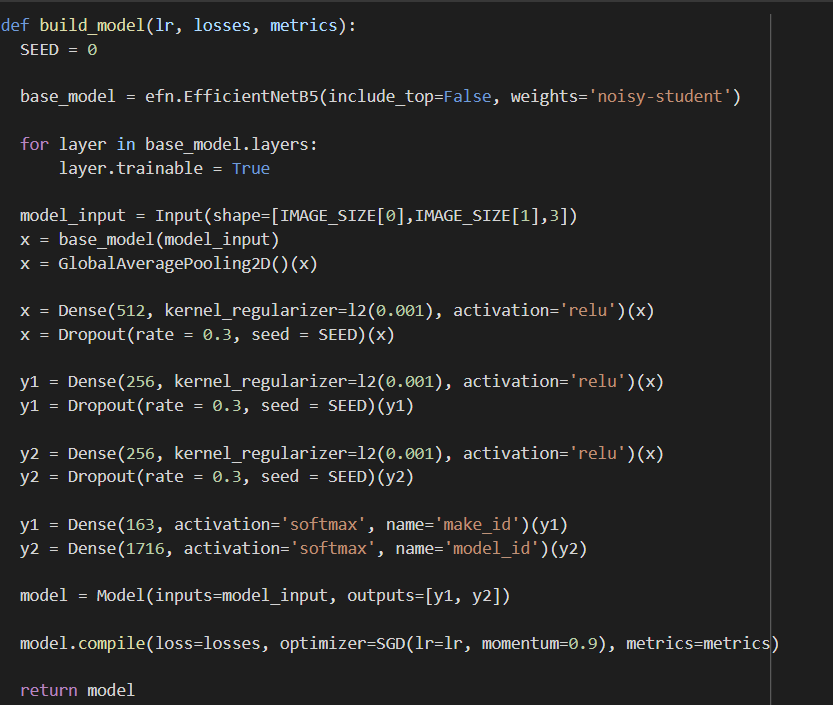 def build_model(lr, losses, metrics):
  SEED = 0
  base_model = efn.EfficientNetB5(include_top=False, weights='noisy-student')
  for layer in base_model.layers:
      layer.trainable = True
  model_input = Input(shape=[IMAGE_SIZE[0],IMAGE_SIZE[1],3])
  x = base_model(model_input)
  x = GlobalAveragePooling2D()(x)
  x = Dense(512, kernel_regularizer=l2(0.001), activation='relu')(x)
  x = Dropout(rate = 0.3, seed = SEED)(x)
  y1 = Dense(256, kernel_regularizer=l2(0.001), activation='relu')(x)
  y1 = Dropout(rate = 0.3, seed = SEED)(y1)
  y2 = Dense(256, kernel_regularizer=l2(0.001), activation='relu')(x)
  y2 = Dropout(rate = 0.3, seed = SEED)(y2)
  y1 = Dense(163, activation='softmax', name='make_id')(y1)
  y2 = Dense(1716, activation='softmax', name='model_id')(y2)
  model = Model(inputs=model_input, outputs=[y1, y2])
  model.compile(loss=losses, optimizer=SGD(lr=lr, momentum=0.9), metrics=metrics)
  return model